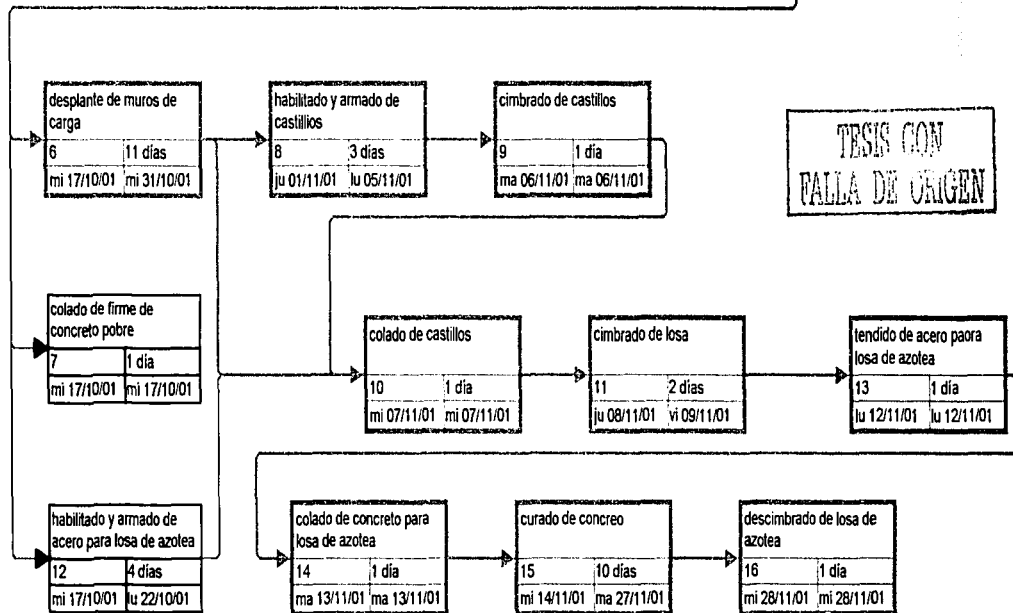 desplante de muros de
carga
6 11 días
mi 17/10/01 mi 31/10/01
habilitado y armado de
castillios
8 3 días
ju 01/11/01 lu 05/11/01
cimbrado de castillos
9 1 día
ma 06/11/01 ma 06/11/01
TESIS CON
FALLA DE ORIGEN
colado de firme de
concreto pobre
7 1 día
mi 17/10/01 mi 17/10/01
colado de castillos
10 1 día
mi 07/11/01 mi 07/11/01
cimbrado de losa
11 2 días
ju 08/11/01 vi 09/11/01
tendido de acero paora
losa de azotea
13 1 día
lu 12/11/01 lu 12/11/01
habilitado y armado de
acero para losa de azotea
12 4 días
mi 17/10/01 lu 22/10/01
colado de concreto para
losa de azotea
14 1 día
ma 13/11/01 ma 13/11/01
curado de concreo
15 10 días
mi 14/11/01 ma 27/11/01
descimbrado de losa de
azotea
16 1 día
mi 28/11/01 mi 28/11/01